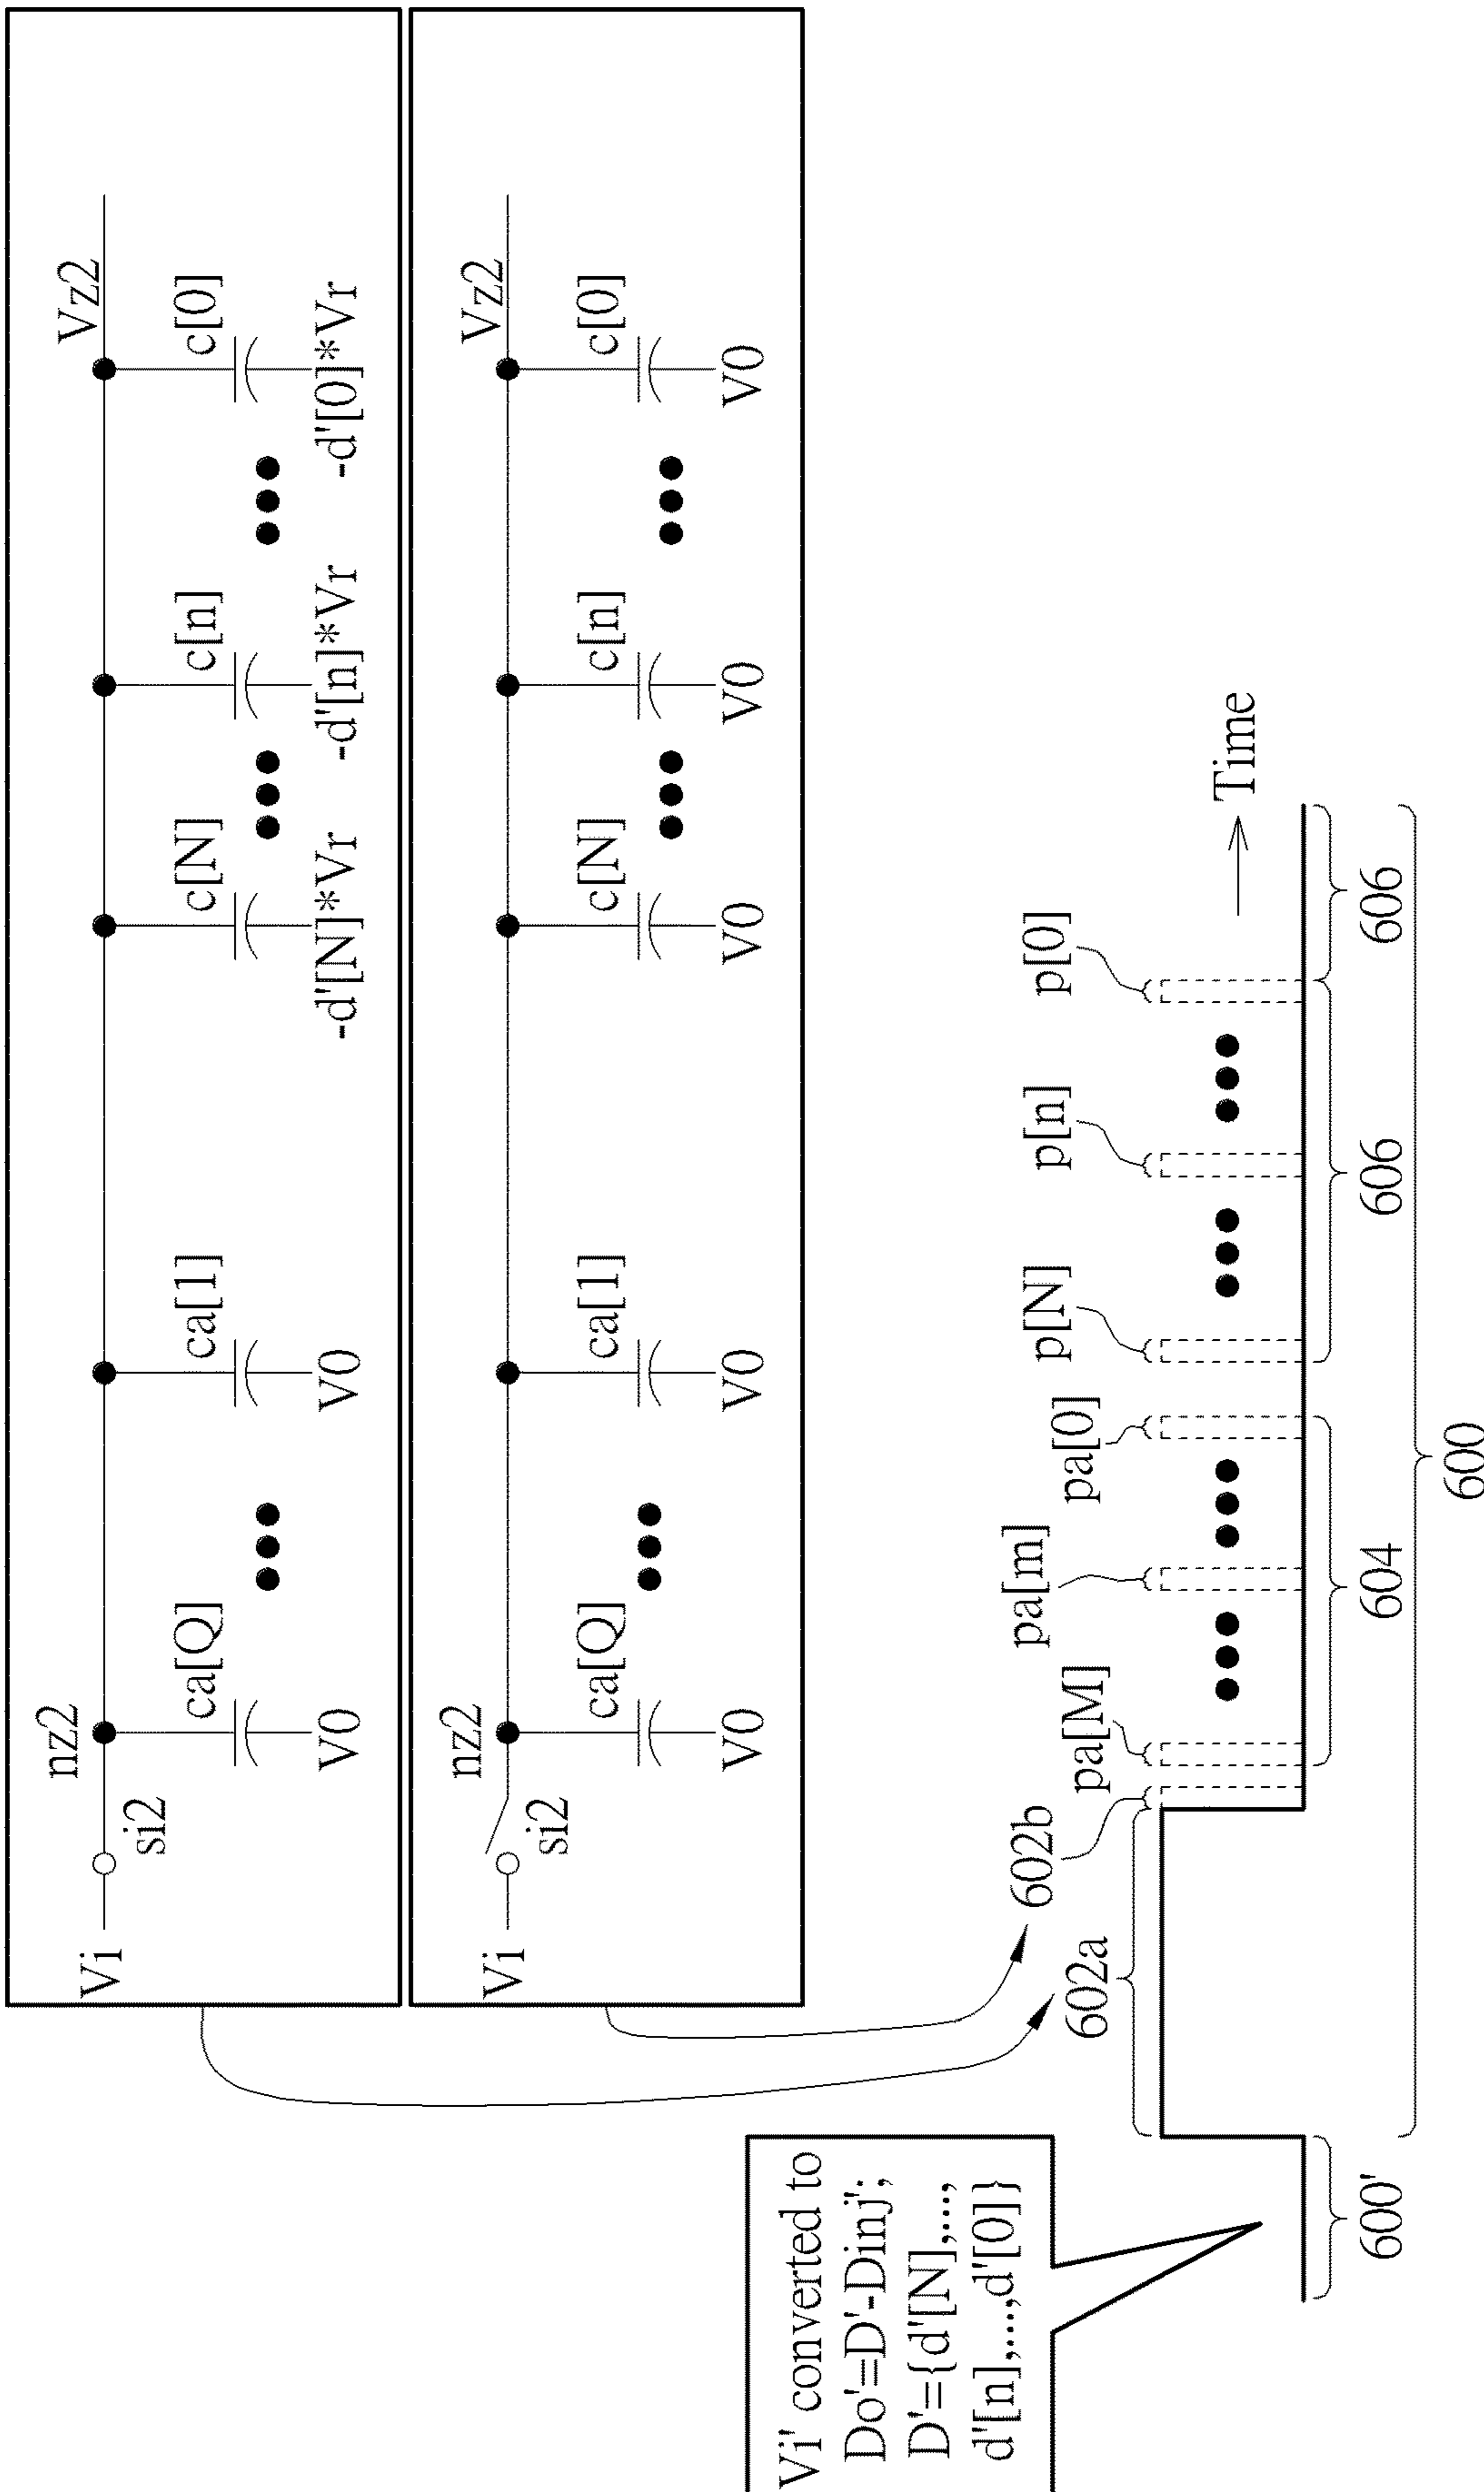 Vi
si2
nz2
ca[Q]
V0
ca[1]
V0
c[N]
-d'[N]*Vr
c[n]
-d'[n]*Vr
c[0]
-d'[0]*Vr
Vz2
Vi
si2
nz2
ca[Q]
V0
ca[1]
V0
c[N]
V0
c[n]
V0
c[0]
V0
Vz2
Vi' converted to
Do'=D'-Dinj';
D'={d'[N],...,
d'[n],...,d'[0]}
602a
602b
pa[M]
pa[m]
pa[0]
p[N]
p[n]
p[0]
Time
600'
604
606
606
600